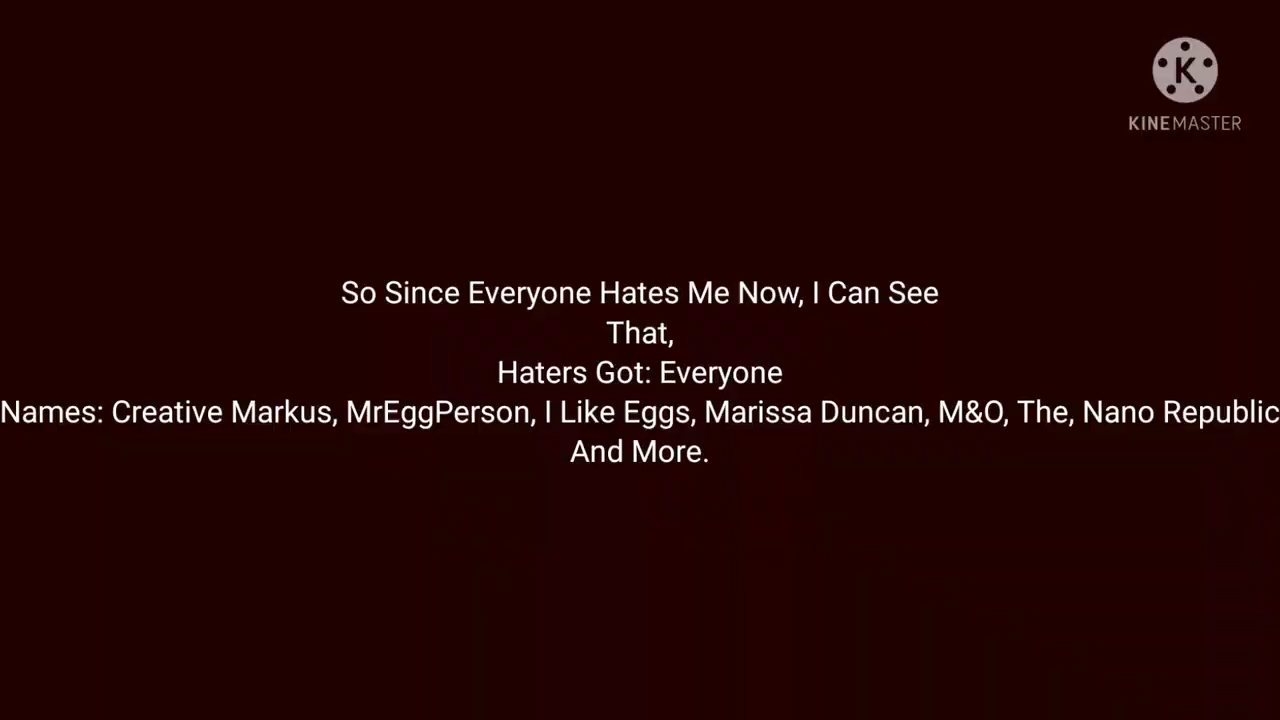 K
KINEMASTER
So Since Everyone Hates Me Now, I Can See
That,
Haters Got: Everyone
Names: Creative Markus, MrEggPerson, I Like Eggs, Marissa Duncan, M&O, The, Nano Republic
And More.